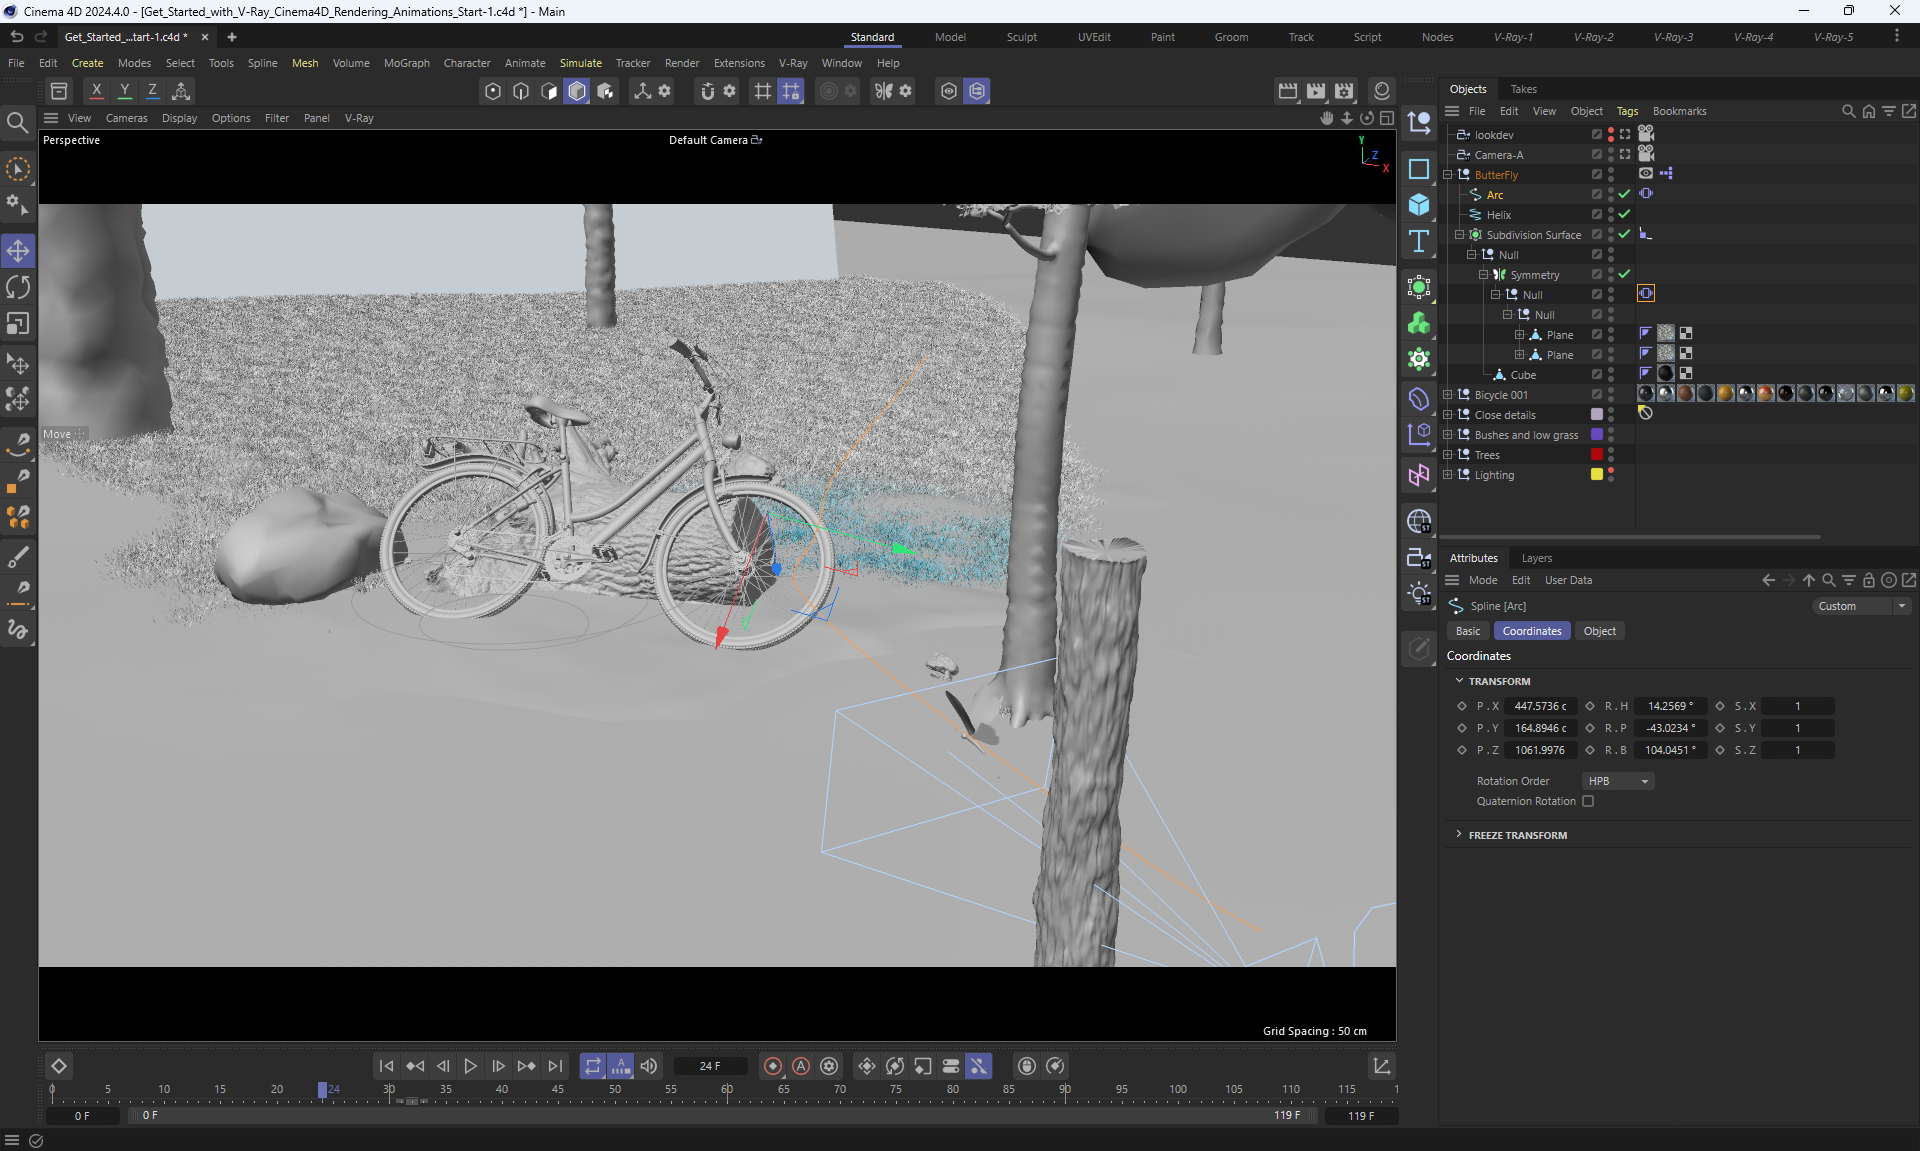 Cinema 4D 2024.4.0 - [Get_Started_with_V-Ray_Cinema4D_Rendering_Animations_Start-1.c4d *] - Main
Get_Started_...tart-1.c4d *
Standard Model Sculpt UVEdit Paint Groom Track Script Nodes V-Ray-1 V-Ray-2 V-Ray-3 V-Ray-4 V-Ray-5
File Edit Create Modes Select Tools Spline Mesh Volume MoGraph Character Animate Simulate Tracker Render Extensions V-Ray Window Help
X Y Z
View Cameras Display Options Filter Panel V-Ray
Perspective
Default Camera
Y
Z
X
Move
Grid Spacing : 50 cm
Objects Takes
File Edit View Object Tags Bookmarks
lookdev
Camera-A
ButterFly
Arc
Helix
Subdivision Surface
Null
Symmetry
Null
Null
Plane
Plane
Cube
Bicycle 001
Close details
Bushes and low grass
Trees
Lighting
ST
ST
ST
Attributes Layers
Mode Edit User Data
Spline [Arc] Custom
Basic Coordinates Object
Coordinates
TRANSFORM
P . X 447.5736 c R . H 14.2569 ° S . X 1
P . Y 164.8946 c R . P -43.0234 ° S . Y 1
P . Z 1061.9976 R . B 104.0451 ° S . Z 1
Rotation Order HPB
Quaternion Rotation
FREEZE TRANSFORM
A 24 F A
0 5 10 15 20 24 30 35 40 45 50 55 60 65 70 75 80 85 90 95 100 105 110 115 1
0 F 0 F 119 F 119 F